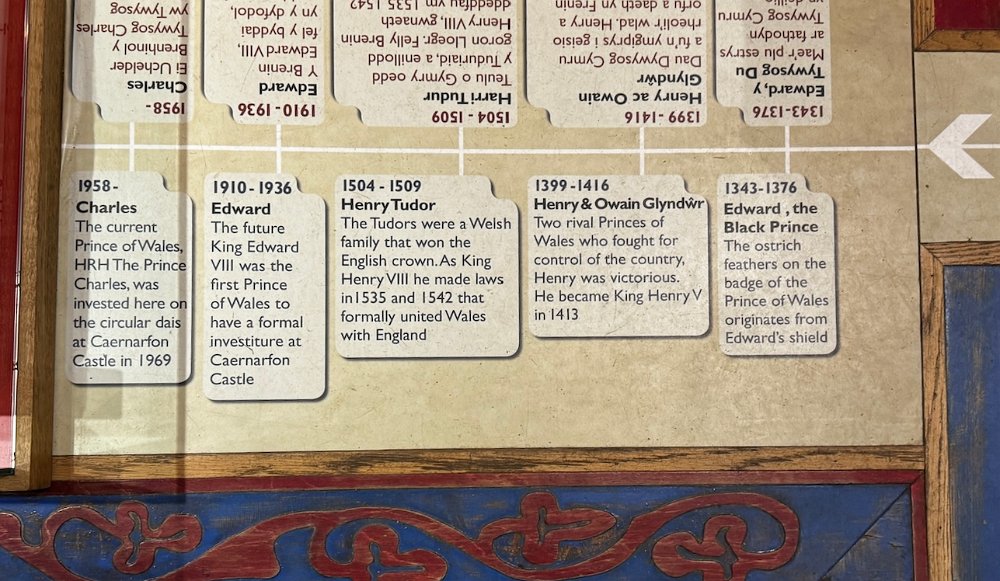 1958-
Charles
Ei Uchelder
Brenhinol y
Tywysog Charles
yw Tywysog
1910 - 1936
Edward
Y Brenin
Edward VIII,
fel y byddai
yn y dyfodol,
1504 - 1509
Harri Tudur
Teulu o Gymry oedd
y Tuduriaid, a enillodd
goron Lloegr. Felly Brenin
Henry VIII, gwnaeth
ddeddfau ym 1535 1542
1399 - 1416
Henry ac Owain
Glyndŵr
Dau Dywysog Cymru
a fu'n ymgiprys i geisio
rheoli'r wlad. Henry a
orfu a daeth yn Frenin
1343-1376
Edward, y
Tywysog Du
Mae'r plu estrys
ar fathodyn
Tywysog Cymru
1958-
Charles
The current
Prince of Wales,
HRH The Prince
Charles, was
invested here on
the circular dais
at Caernarfon
Castle in 1969
1910 - 1936
Edward
The future
King Edward
VIII was the
first Prince
of Wales to
have a formal
investiture at
Caernarfon
Castle
1504 - 1509
Henry Tudor
The Tudors were a Welsh
family that won the
English crown. As King
Henry VIII he made laws
in1535 and 1542 that
formally united Wales
with England
1399 -1416
Henry & Owain Glyndŵr
Two rival Princes of
Wales who fought for
control of the country,
Henry was victorious.
He became King Henry V
in 1413
1343-1376
Edward , the
Black Prince
The ostrich
feathers on the
badge of the
Prince of Wales
originates from
Edward's shield